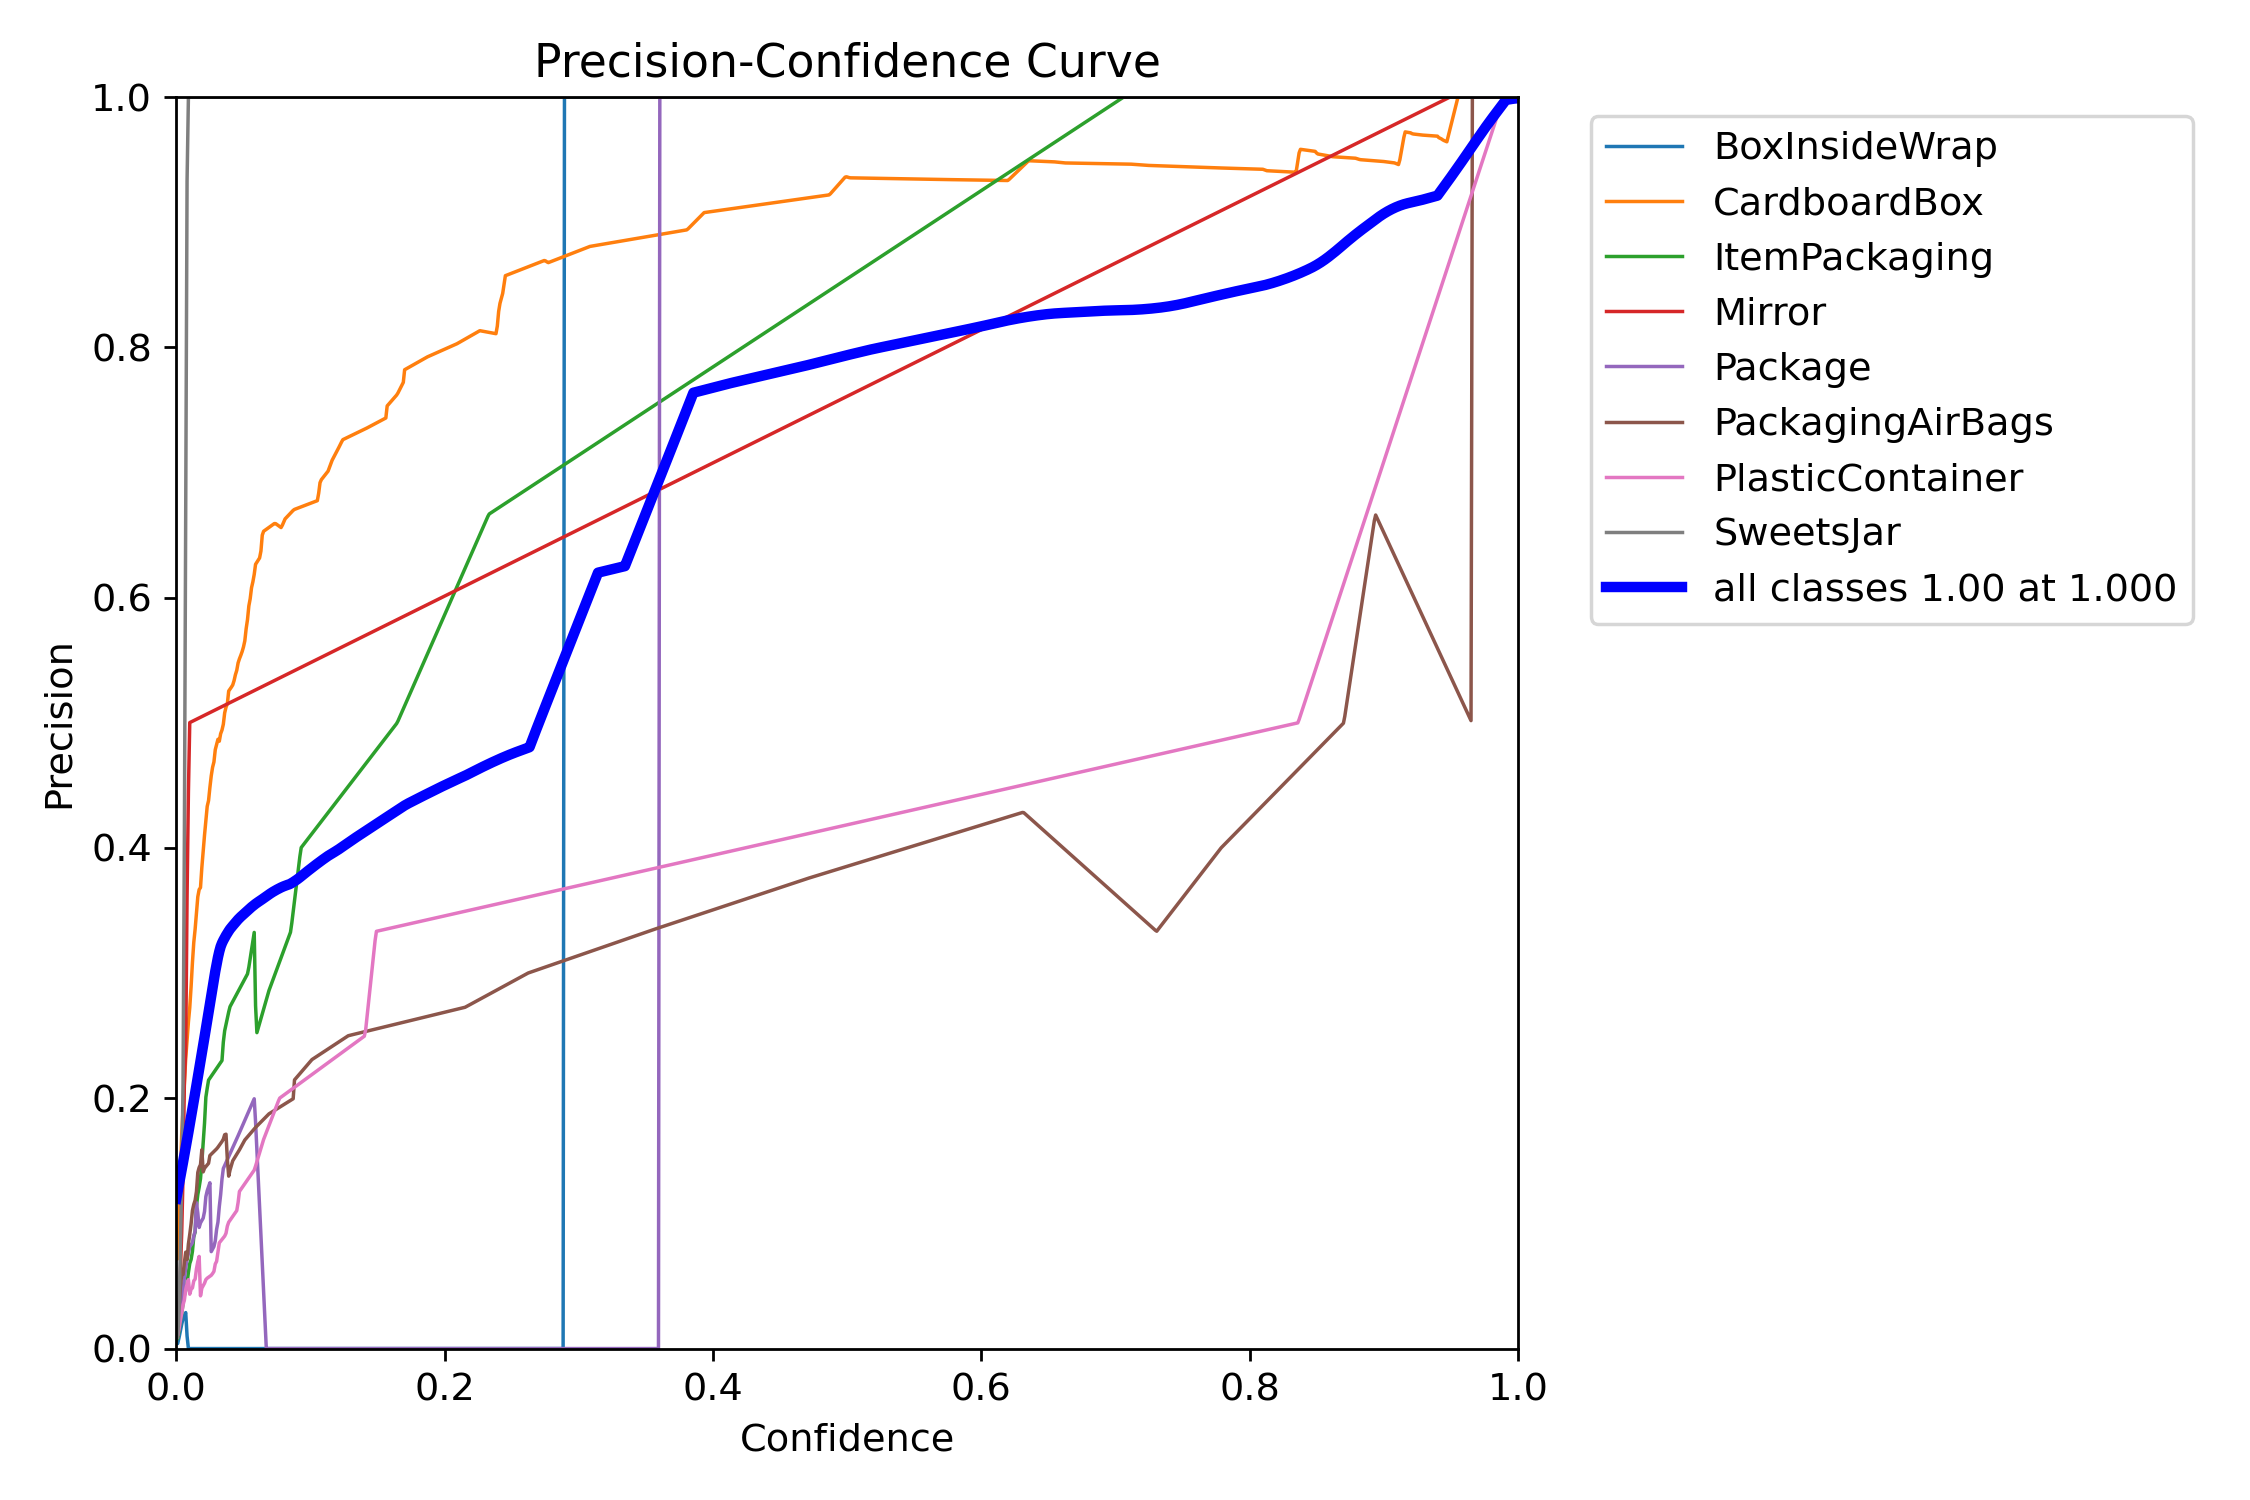 Precision-Confidence Curve
1.0
0.8
0.6
0.4
0.2
0.0
Precision
0.0 0.2 0.4 0.6 0.8 1.0
Confidence
BoxInsideWrap
CardboardBox
ItemPackaging
Mirror
Package
PackagingAirBags
PlasticContainer
SweetsJar
all classes 1.00 at 1.000